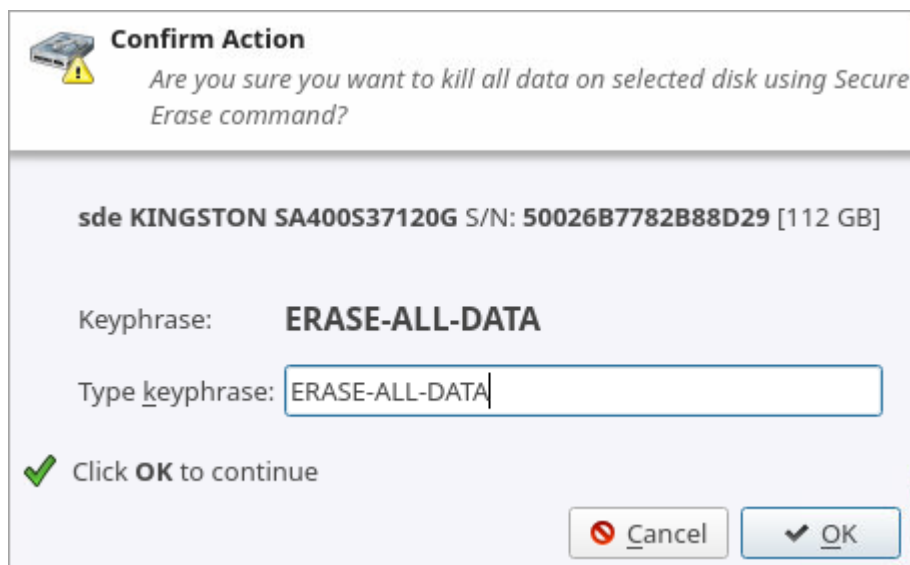 Confirm Action
Are you sure you want to kill all data on selected disk using Secure
Erase command?
sde KINGSTON SA400S37120G S/N: 50026B7782B88D29 [112 GB]
Keyphrase: ERASE-ALL-DATA
Type keyphrase: ERASE-ALL-DATA
Click OK to continue
Cancel OK